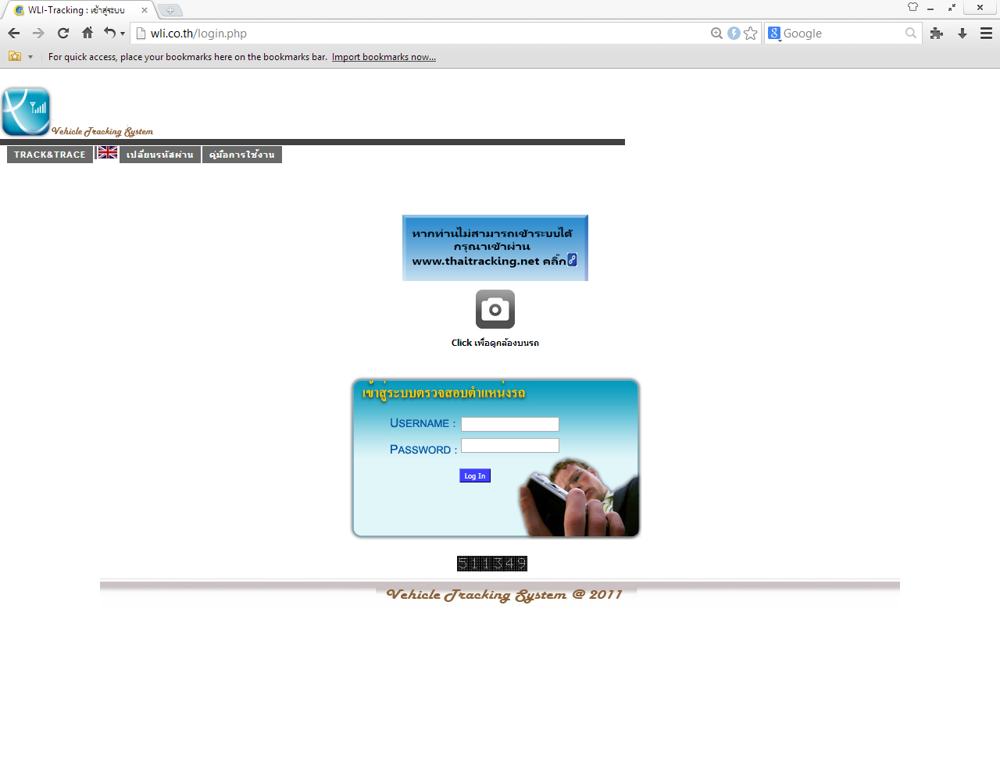 WLI-Tracking : เข้าสู่ระบบ
wli.co.th/login.php
Google
For quick access, place your bookmarks here on the bookmarks bar. Import bookmarks now...
Vehicle Tracking System
TRACK&TRACE เปลี่ยนรหัสผ่าน คู่มือการใช้งาน
หากท่านไม่สามารถเข้าระบบได้
กรุณาเข้าผ่าน
www.thaitracking.net คลิ๊ก
Click เพื่อดูกล้องบนรถ
เข้าสู่ระบบตรวจสอบตำแหน่งรถ
USERNAME :
PASSWORD :
Log In
511349
Vehicle Tracking System @ 2011